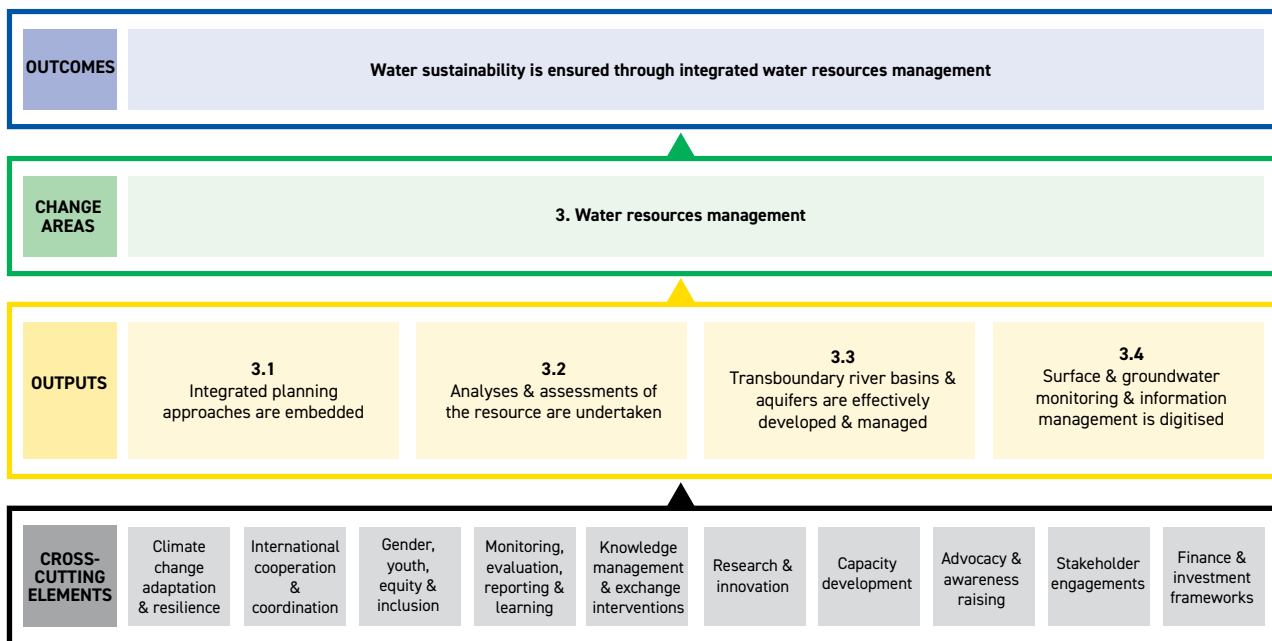 OUTCOMES
Water sustainability is ensured through integrated water resources management
CHANGE
AREAS
3. Water resources management
OUTPUTS
3.1
Integrated planning
approaches are embedded
3.2
Analyses & assessments of
the resource are undertaken
3.3
Transboundary river basins &
aquifers are effectively
developed & managed
3.4
Surface & groundwater
monitoring & information
management is digitised
CROSS-
CUTTING
ELEMENTS
Climate
change
adaptation
& resilience
International
cooperation
&
coordination
Gender,
youth,
equity &
inclusion
Monitoring,
evaluation,
reporting &
learning
Knowledge
management
& exchange
interventions
Research &
innovation
Capacity
development
Advocacy &
awareness
raising
Stakeholder
engagements
Finance &
investment
frameworks